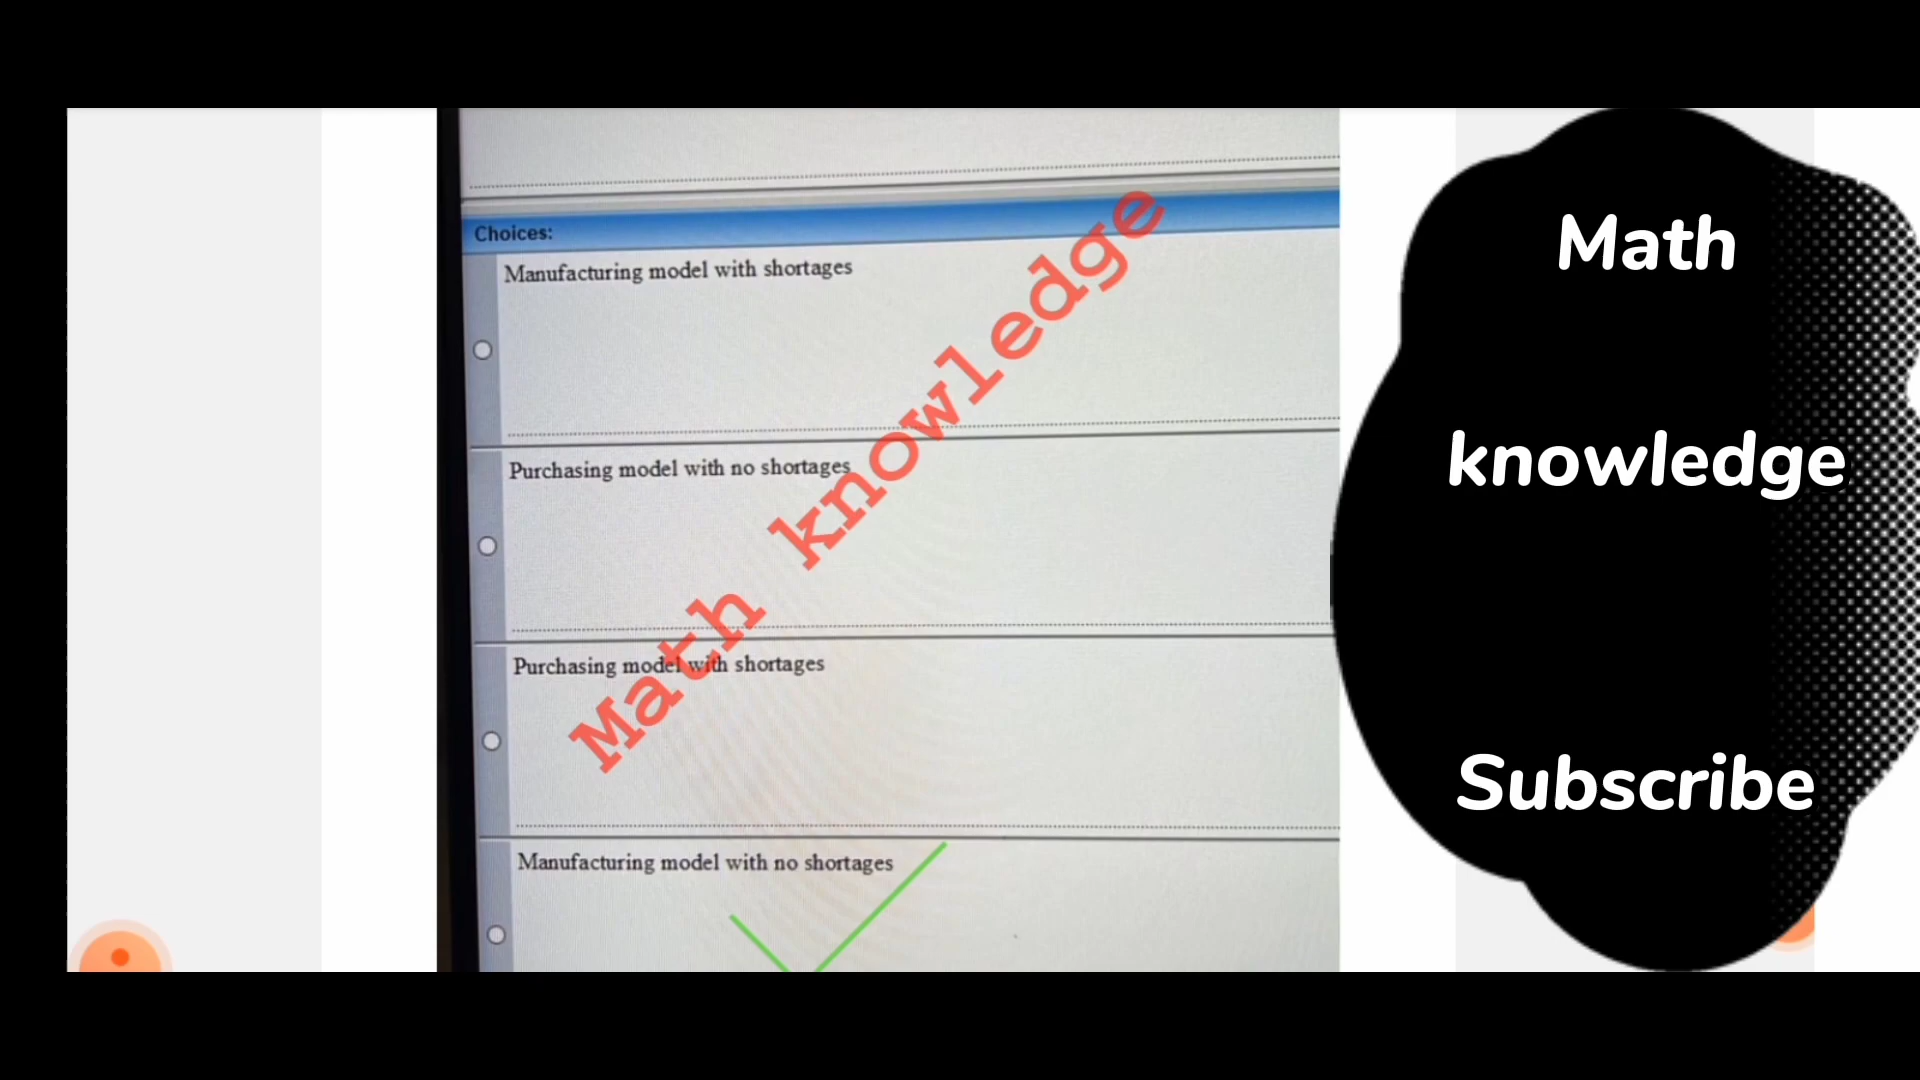 Choices:
Manufacturing model with shortages
Purchasing model with no shortages
Purchasing model with shortages
Manufacturing model with no shortages
Math knowledge
Math
knowledge
Subscribe